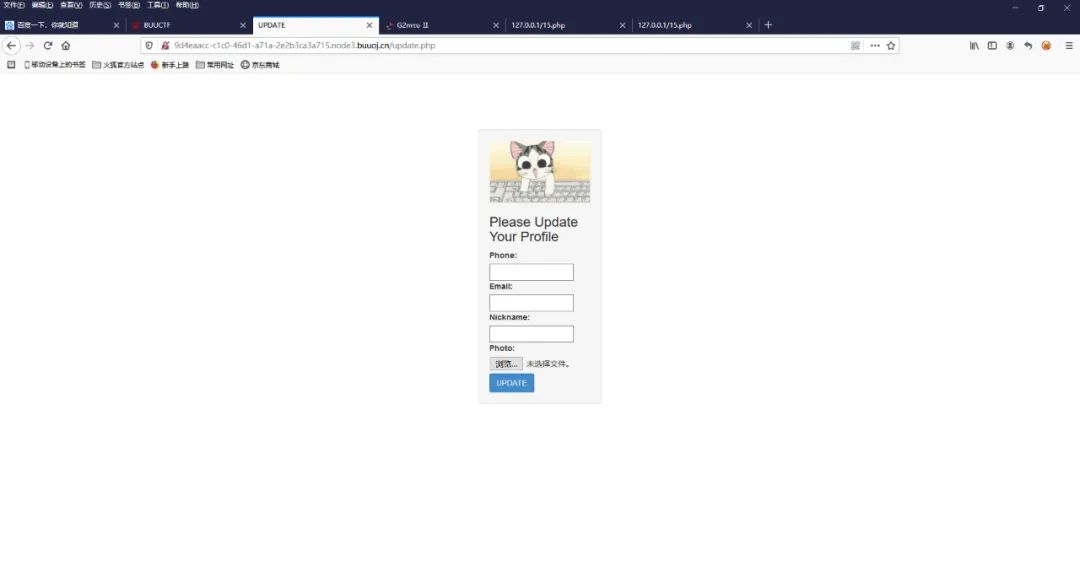 文件(F) 编辑(E) 查看(V) 历史(S) 书签(B) 工具(T) 帮助(H)
百度一下，你就知道 BUUCTF UPDATE 127.0.0.1/15.php 127.0.0.1/15.php
9d4eaacc-c1c0-46d1-a71a-2e2b3ca3a715.node3.buuoj.cn/update.php
移动设备上的书签 火狐官方站点 新手上路 常用网址 京东商城
Please Update
Your Profile
Phone:
Email:
Nickname:
Photo:
浏览... 未选择文件。
UPDATE